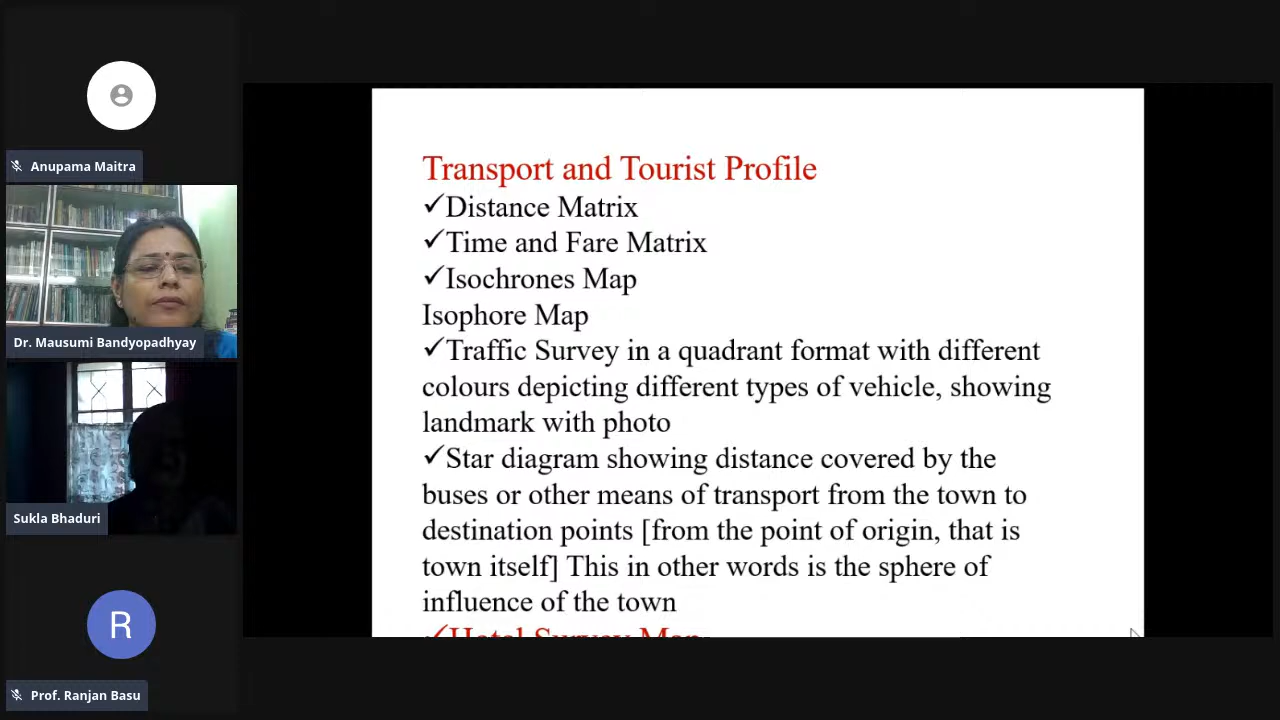 Anupama Maitra
Dr. Mausumi Bandyopadhyay
Sukla Bhaduri
R
Prof. Ranjan Basu
Transport and Tourist Profile
✓Distance Matrix
✓Time and Fare Matrix
✓Isochrones Map
Isophore Map
✓Traffic Survey in a quadrant format with different
colours depicting different types of vehicle, showing
landmark with photo
✓Star diagram showing distance covered by the
buses or other means of transport from the town to
destination points [from the point of origin, that is
town itself] This in other words is the sphere of
influence of the town
✓Hotel Survey Map